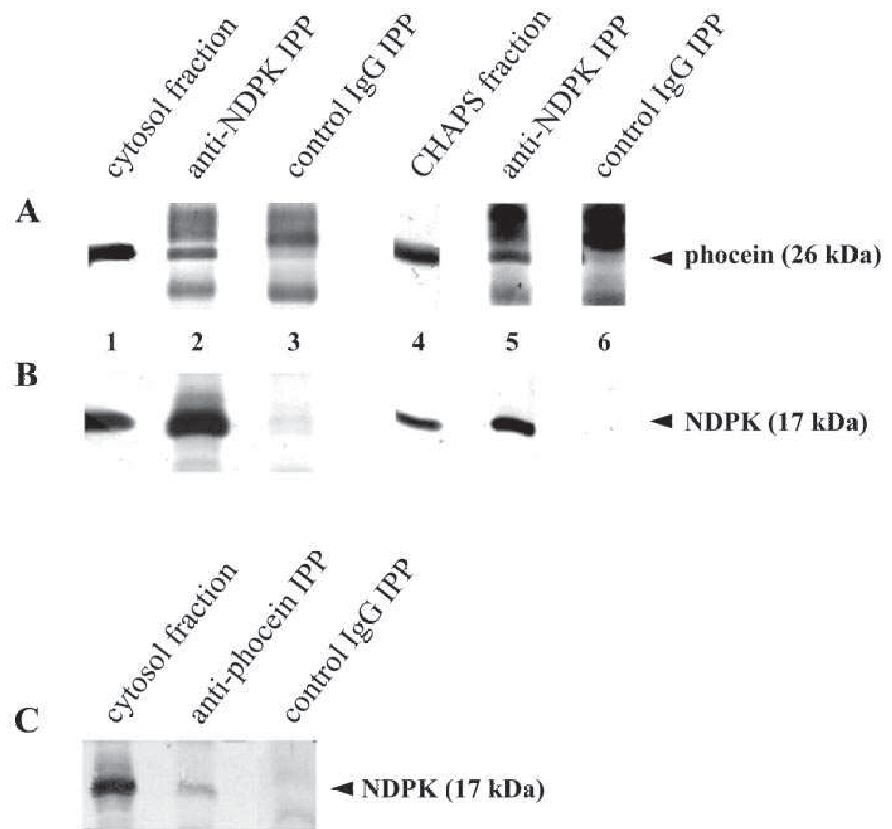 cytosol fraction
anti-NDPK IPP
control IgG IPP
CHAPS fraction
anti-NDPK IPP
control IgG IPP
A
phocein (26 kDa)
1 2 3 4 5 6
B
NDPK (17 kDa)
cytosol fraction
anti-phocein IPP
control IgG IPP
C
NDPK (17 kDa)